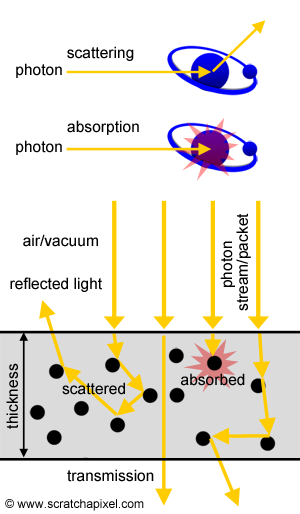 scattering
photon
absorption
photon
air/vacuum
photon
stream/packet
reflected light
thickness
scattered
absorbed
transmission
© www.scratchapixel.com